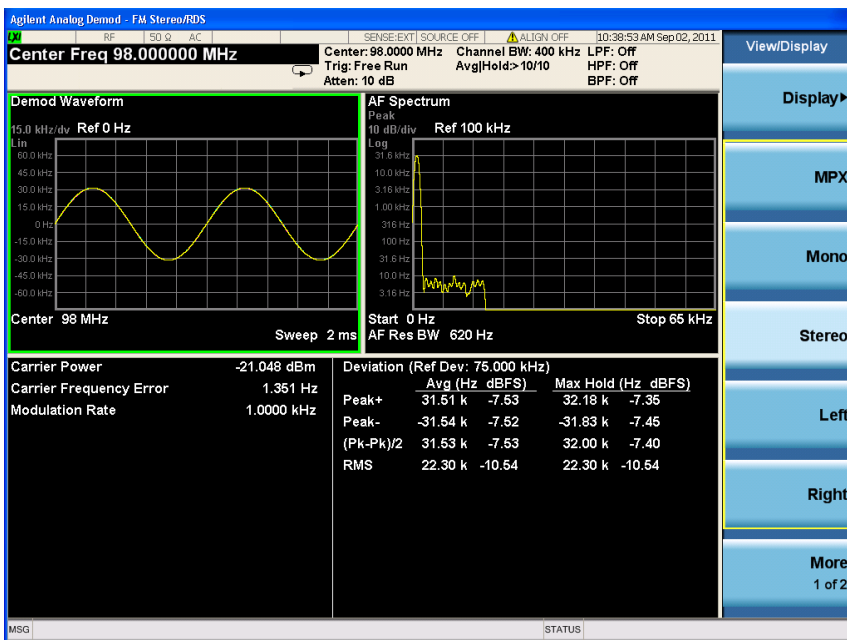 Agilent Analog Demod - FM Stereo/RDS
LXI RF 50 Ω AC SENSE:EXT SOURCE OFF ALIGN OFF 10:38:53 AM Sep 02, 2011
Center Freq 98.000000 MHz
Center: 98.0000 MHz Channel BW: 400 kHz LPF: Off
Trig: Free Run Avg|Hold:> 10/10 HPF: Off
Atten: 10 dB BPF: Off
View/Display
Display
MPX
Mono
Stereo
Left
Right
More
1 of 2
Demod Waveform
15.0 kHz/dv Ref 0 Hz
Lin
60.0 kHz
45.0 kHz
30.0 kHz
15.0 kHz
0 Hz
-15.0 kHz
-30.0 kHz
-45.0 kHz
-60.0 kHz
Center 98 MHz
Sweep 2 ms
AF Spectrum
Peak
10 dB/div Ref 100 kHz
Log
31.6 kHz
10.0 kHz
3.16 kHz
1.00 kHz
316 Hz
100 Hz
31.6 Hz
10.0 Hz
3.16 Hz
Start 0 Hz Stop 65 kHz
AF Res BW 620 Hz
Carrier Power -21.048 dBm
Carrier Frequency Error 1.351 Hz
Modulation Rate 1.0000 kHz
Deviation (Ref Dev: 75.000 kHz)
Avg (Hz dBFS) Max Hold (Hz dBFS)
Peak+ 31.51 k -7.53 32.18 k -7.35
Peak- -31.54 k -7.52 -31.83 k -7.45
(Pk-Pk)/2 31.53 k -7.53 32.00 k -7.40
RMS 22.30 k -10.54 22.30 k -10.54
MSG STATUS